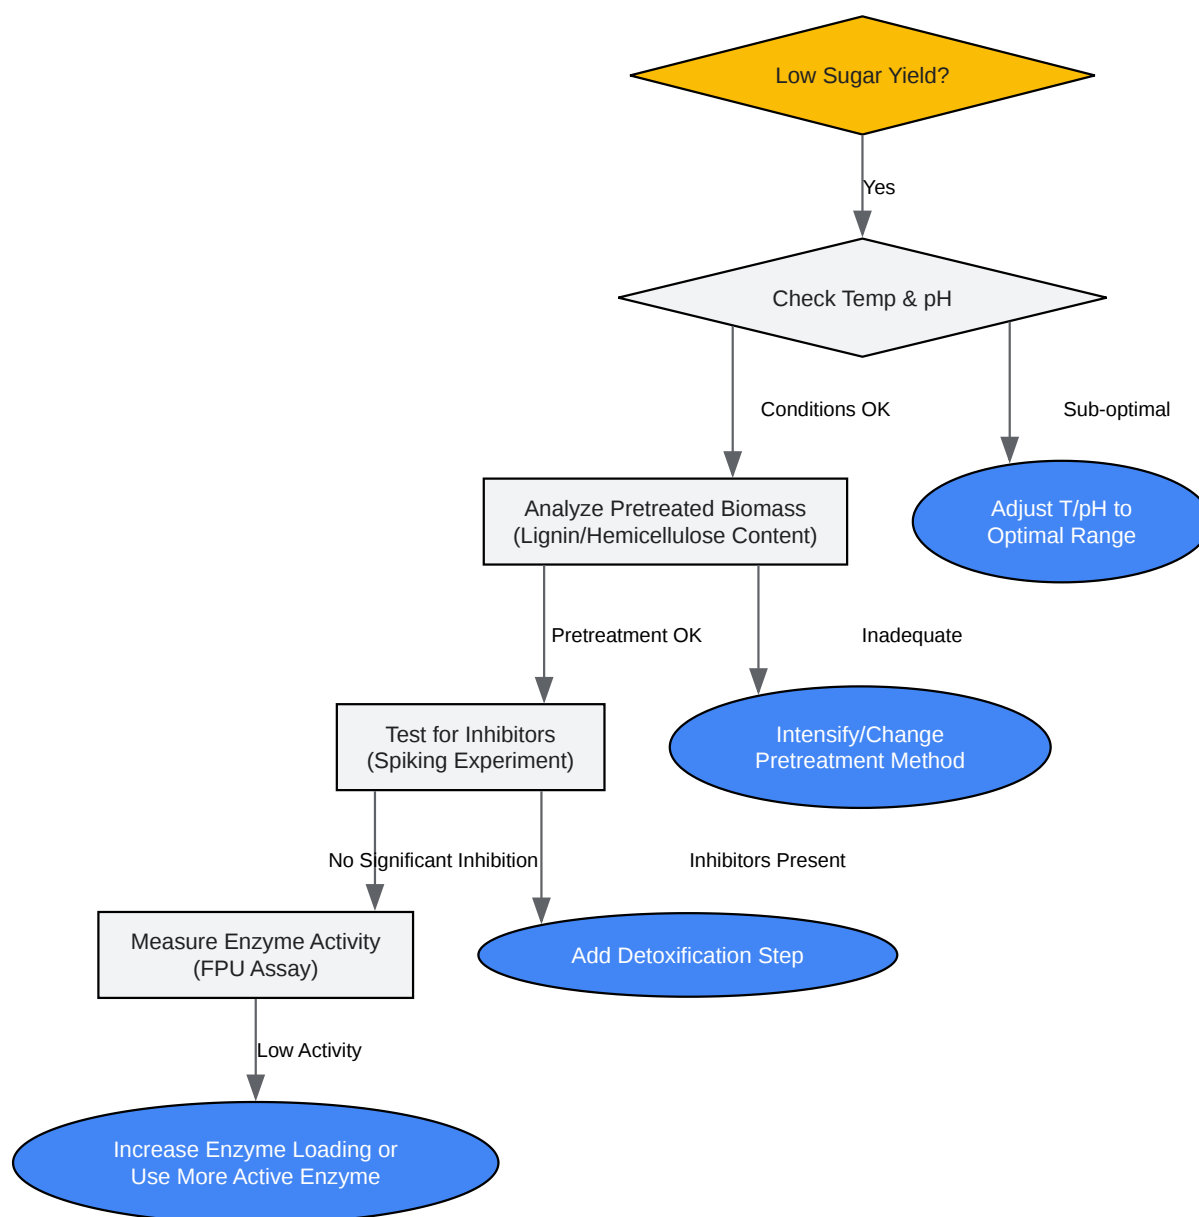 Low Sugar Yield?
Yes
Check Temp & pH
Conditions OK
Sub-optimal
Analyze Pretreated Biomass
(Lignin/Hemicellulose Content)
Adjust T/pH to
Optimal Range
Pretreatment OK
Inadequate
Test for Inhibitors
(Spiking Experiment)
Intensify/Change
Pretreatment Method
No Significant Inhibition
Inhibitors Present
Measure Enzyme Activity
(FPU Assay)
Add Detoxification Step
Low Activity
Increase Enzyme Loading or
Use More Active Enzyme